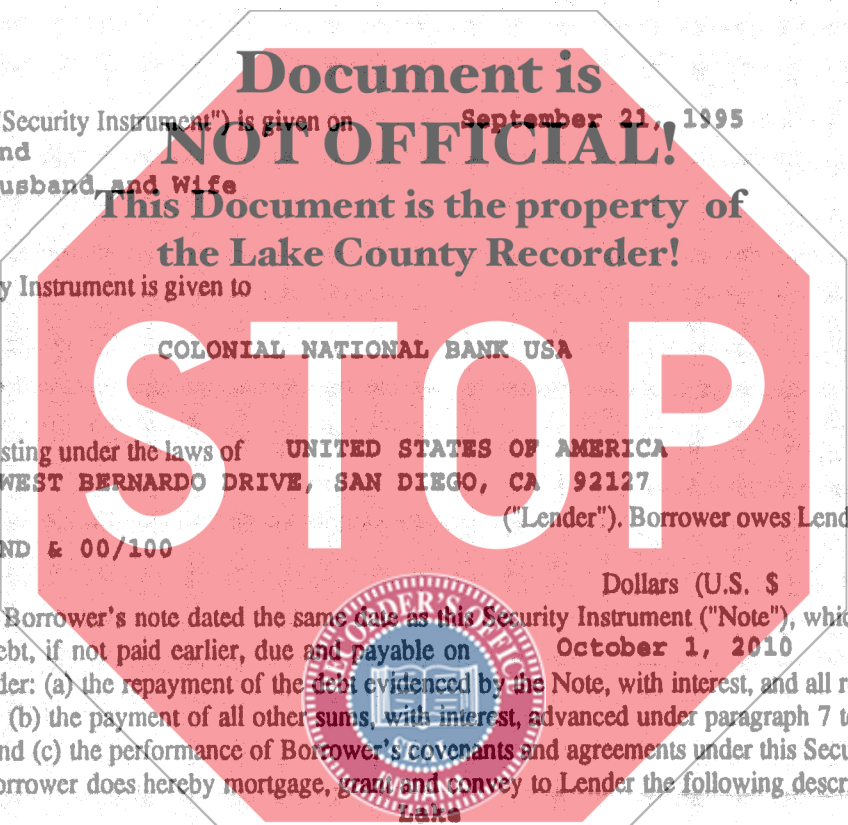 Document is
("Security Instrument") is given on September 21, 1995
NOT OFFICIAL!
nd
usband and Wife
This Document is the property of
the Lake County Recorder!
y Instrument is given to
STOP
COLONIAL NATIONAL BANK USA
sting under the laws of UNITED STATES OF AMERICA
WEST BERNARDO DRIVE, SAN DIEGO, CA 92127
("Lender"). Borrower owes Lend
ND & 00/100
Dollars (U.S. $
Borrower's note dated the same date as this Security Instrument ("Note"), whic
ebt, if not paid earlier, due and payable on October 1, 2010
der: (a) the repayment of the debt evidenced by the Note, with interest, and all r
(b) the payment of all other sums, with interest, advanced under paragraph 7 t
nd (c) the performance of Borrower's covenants and agreements under this Secu
orrower does hereby mortgage, grant and convey to Lender the following descri
Lake
RECORDER'S OFFICE